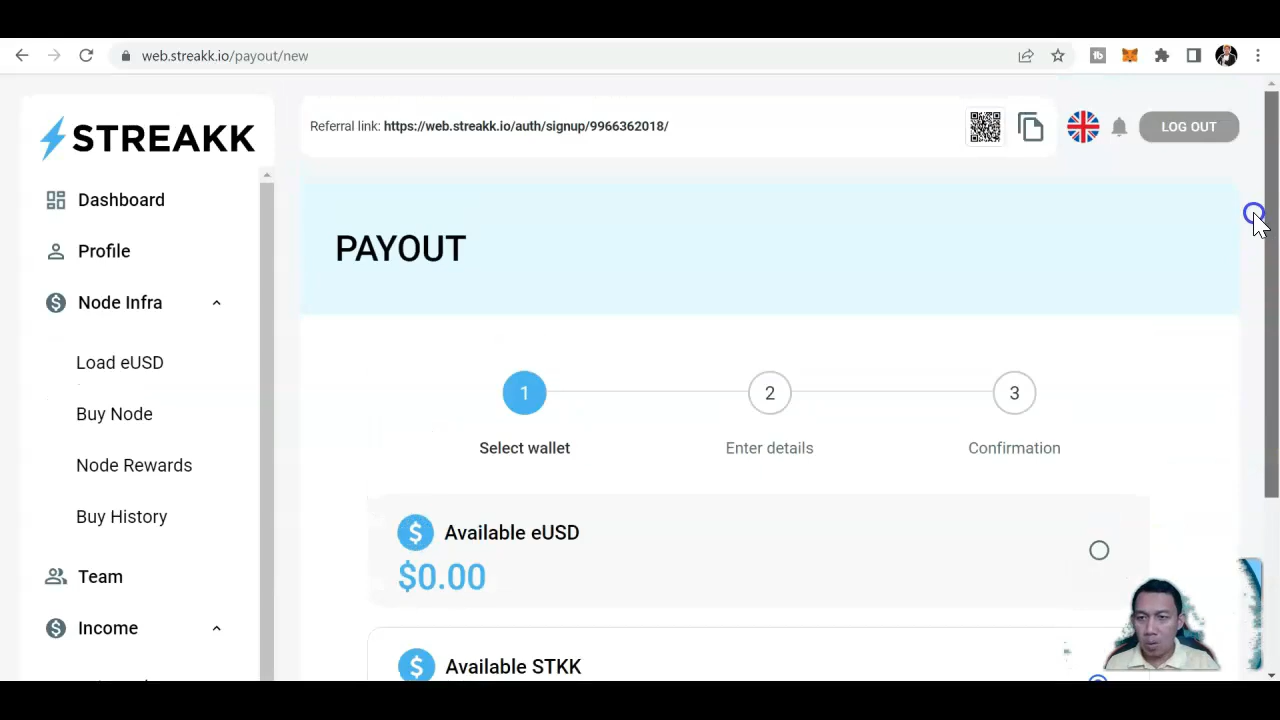 web.streakk.io/payout/new
STREAKK
Referral link: https://web.streakk.io/auth/signup/9966362018/
LOG OUT
Dashboard
Profile
Node Infra
Load eUSD
Buy Node
Node Rewards
Buy History
Team
Income
PAYOUT
1
2
3
Select wallet
Enter details
Confirmation
$ Available eUSD
$0.00
$ Available STKK